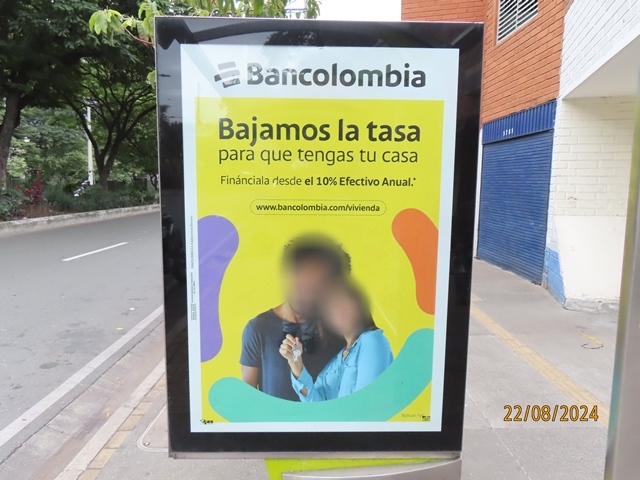 Bancolombia
Bajamos la tasa
para que tengas tu casa
Fináncíala desde el 10% Efectivo Anual.*
www.bancolombia.com/vivienda
22/08/2024